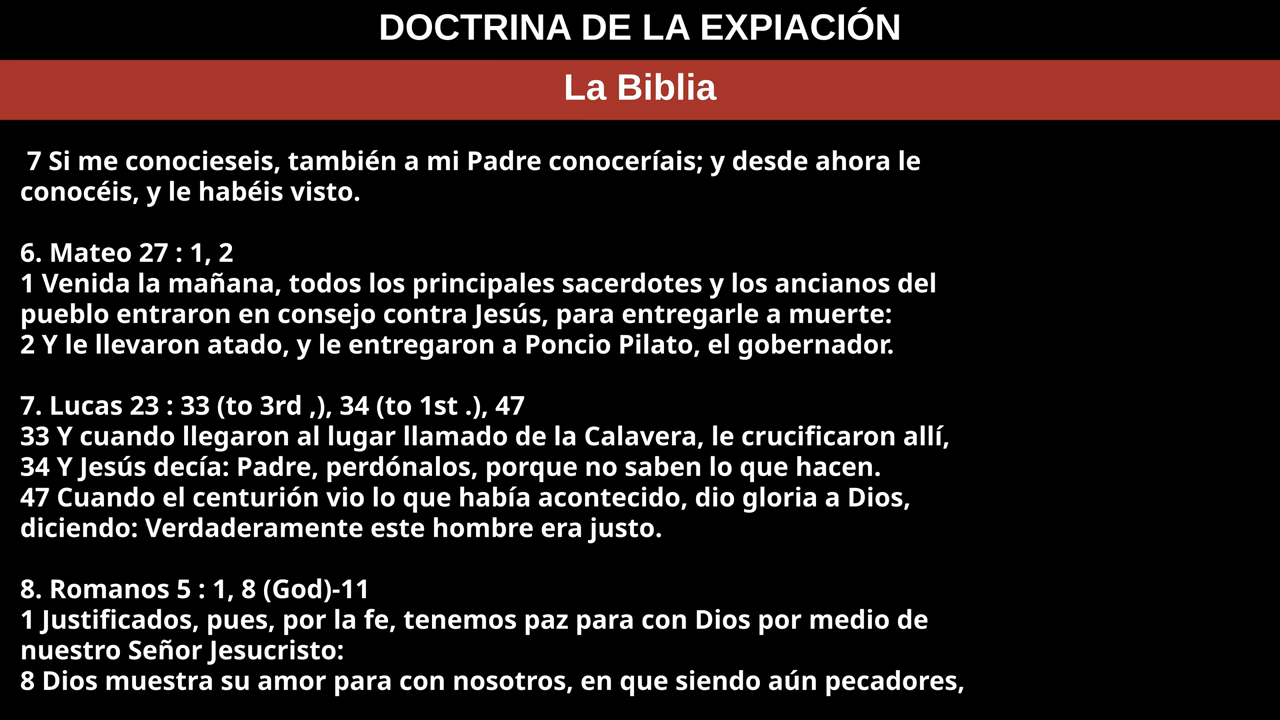 DOCTRINA DE LA EXPIACIÓN
La Biblia
7 Si me conocieseis, también a mi Padre conoceríais; y desde ahora le
conocéis, y le habéis visto.
6. Mateo 27 : 1, 2
1 Venida la mañana, todos los principales sacerdotes y los ancianos del
pueblo entraron en consejo contra Jesús, para entregarle a muerte:
2 Y le llevaron atado, y le entregaron a Poncio Pilato, el gobernador.
7. Lucas 23 : 33 (to 3rd ,), 34 (to 1st .), 47
33 Y cuando llegaron al lugar llamado de la Calavera, le crucificaron allí,
34 Y Jesús decía: Padre, perdónalos, porque no saben lo que hacen.
47 Cuando el centurión vio lo que había acontecido, dio gloria a Dios,
diciendo: Verdaderamente este hombre era justo.
8. Romanos 5 : 1, 8 (God)-11
1 Justificados, pues, por la fe, tenemos paz para con Dios por medio de
nuestro Señor Jesucristo:
8 Dios muestra su amor para con nosotros, en que siendo aún pecadores,